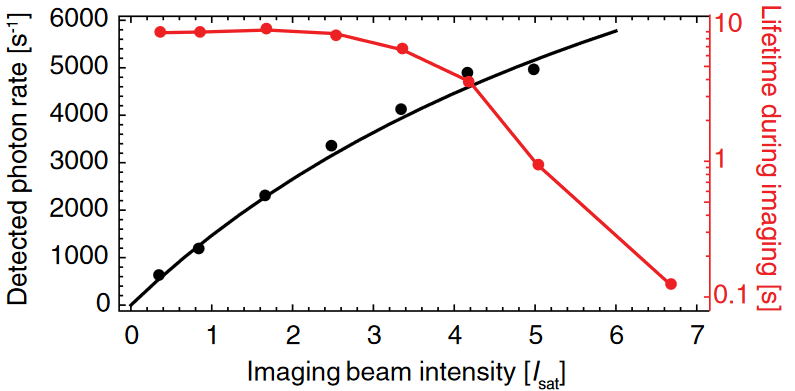 Detected photon rate [s⁻¹]
6000
5000
4000
3000
2000
1000
0
0 1 2 3 4 5 6 7
Imaging beam intensity [I_sat]
10
1
0.1
Lifetime during imaging [s]